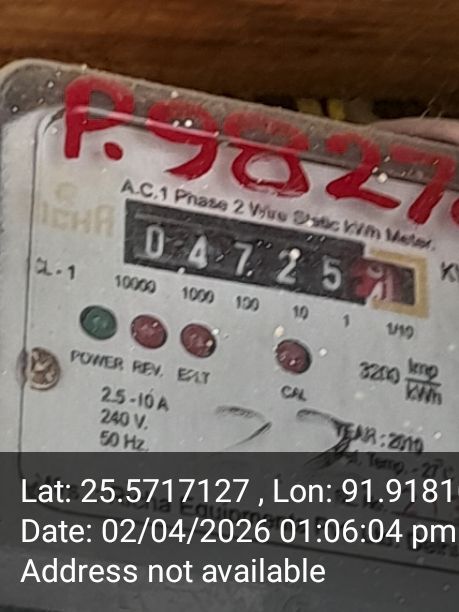 P.9827
A.C.1 Phase 2 Wire Static kWh Meter.
0 4 7 2 5
CL-1
10000 1000 100 10 1 1/10
POWER REV. E/LT
CAL
3200 Imp/kWh
2.5-10A
240 V.
50 Hz.
YEAR: 2010
Lat: 25.5717127 , Lon: 91.9181
Date: 02/04/2026 01:06:04 pm
Address not available